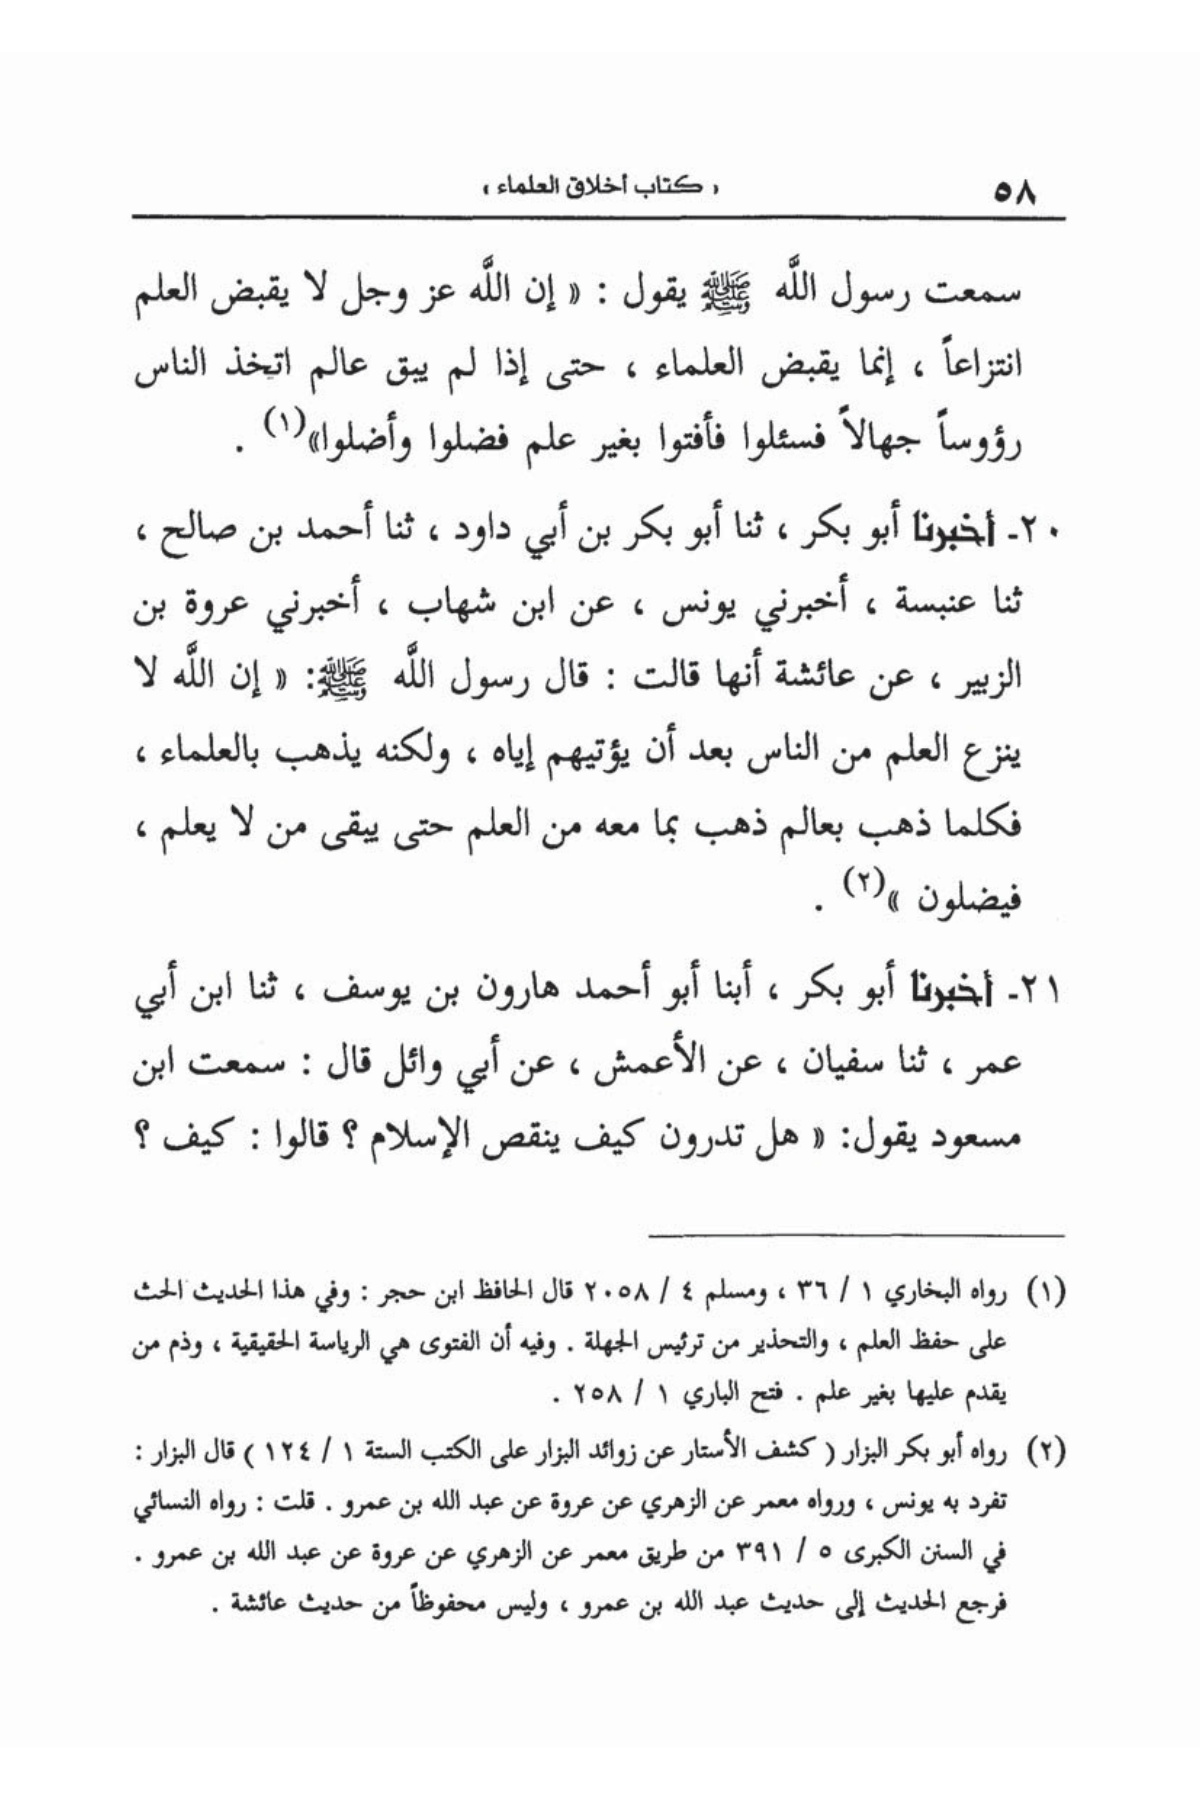 ٥٨
« كتاب أخلاق العلماء »
سمعت رسول اللَّه ﷺ يقول : « إن اللَّه عز وجل لا يقبض العلم
انتزاعاً ، إنما يقبض العلماء ، حتى إذا لم يبق عالم اتخذ الناس
رؤوساً جهالاً فسئلوا فأفتوا بغير علم فضلوا وأضلوا»(١) .
٢٠ـ أخبرنا أبو بكر ، ثنا أبو بكر بن أبي داود ، ثنا أحمد بن صالح ،
ثنا عنبسة ، أخبرني يونس ، عن ابن شهاب ، أخبرني عروة بن
الزبير ، عن عائشة أنها قالت : قال رسول اللَّه ﷺ: « إن اللَّه لا
ينزع العلم من الناس بعد أن يؤتيهم إياه ، ولكنه يذهب بالعلماء ،
فكلما ذهب بعالم ذهب بما معه من العلم حتى يبقى من لا يعلم ،
فيضلون »(٢) .
٢١ـ أخبرنا أبو بكر ، أبنا أبو أحمد هارون بن يوسف ، ثنا ابن أبي
عمر ، ثنا سفيان ، عن الأعمش ، عن أبي وائل قال : سمعت ابن
مسعود يقول: « هل تدرون كيف ينقص الإسلام ؟ قالوا : كيف ؟
(١) رواه البخاري ١ / ٣٦ ، ومسلم ٤ / ٢٠٥٨ قال الحافظ ابن حجر : وفي هذا الحديث الحث
على حفظ العلم ، والتحذير من ترئيس الجهلة . وفيه أن الفتوى هي الرياسة الحقيقية ، وذم من
يقدم عليها بغير علم . فتح الباري ١ / ٢٥٨ .
(٢) رواه أبو بكر البزار ( كشف الأستار عن زوائد البزار على الكتب الستة ١ / ١٢٤ ) قال البزار :
تفرد به يونس ، ورواه معمر عن الزهري عن عروة عن عبد الله بن عمرو . قلت : رواه النسائي
في السنن الكبرى ٥ / ٣٩١ من طريق معمر عن الزهري عن عروة عن عبد الله بن عمرو .
فرجع الحديث إلى حديث عبد الله بن عمرو ، وليس محفوظاً من حديث عائشة .